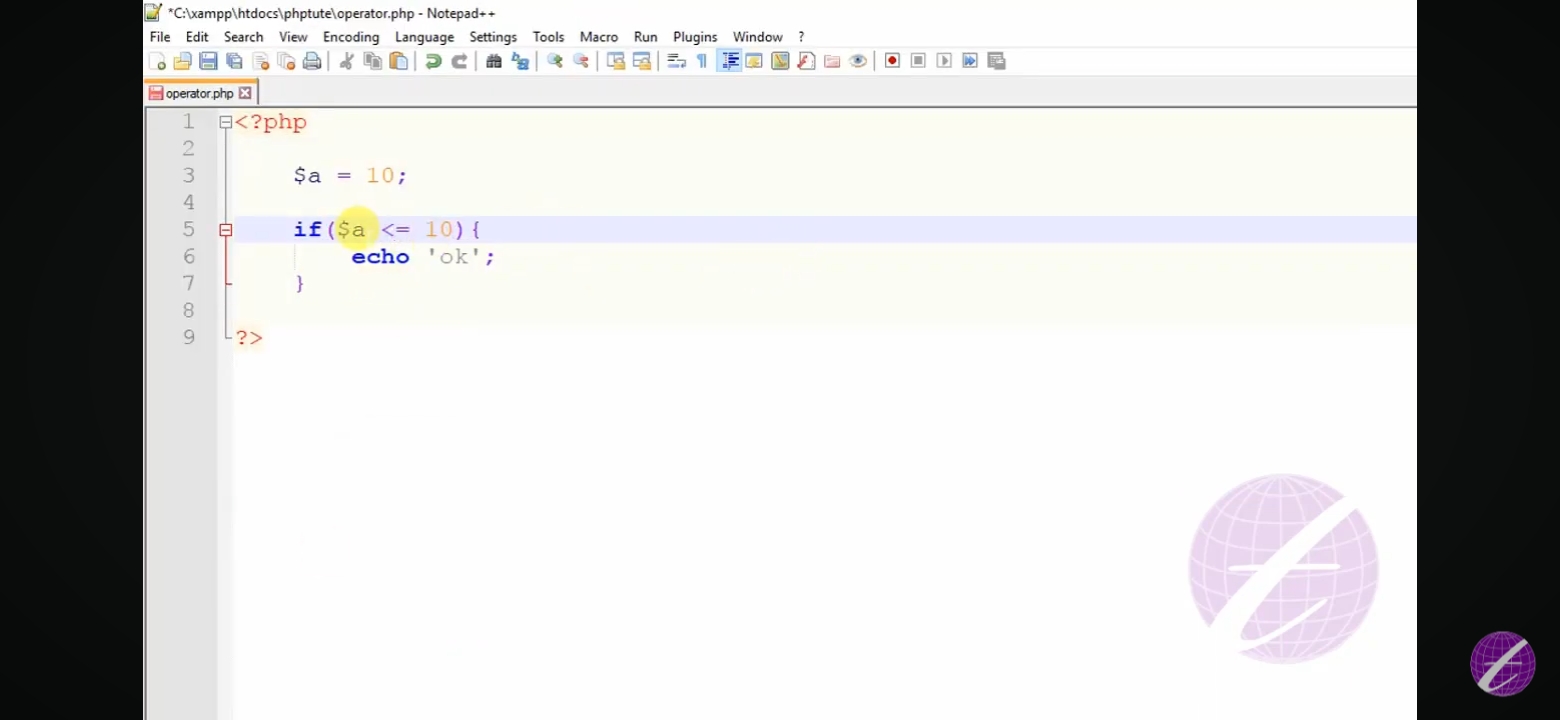 *C:\xampp\htdocs\phptute\operator.php - Notepad++
File Edit Search View Encoding Language Settings Tools Macro Run Plugins Window ?
operator.php
1 <?php
2
3 $a = 10;
4
5 if($a <= 10){
6 echo 'ok';
7 }
8
9 ?>